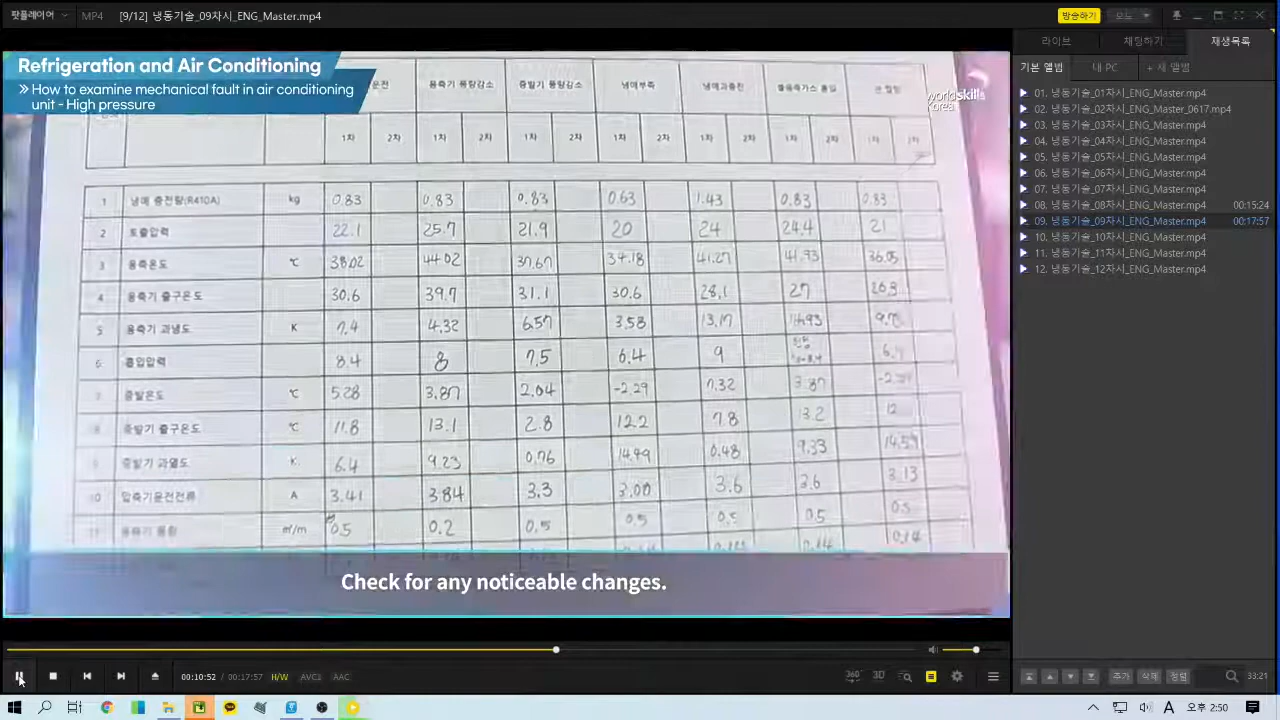 팟플레이어 MP4 [9/12] 냉동기술_09차시_ENG_Master.mp4 방송하기
라이브 채팅하기 재생목록
기본 앨범 내 PC + 새 앨범
Refrigeration and Air Conditioning
» How to examine mechanical fault in air conditioning
unit - High pressure
worldskills
Korea
운전 응축기 풍량감소 증발기 풍량감소 냉매부족 냉매과충전
1차 2차 1차 2차 1차 2차 1차 2차 1차 2차 1차 2차 1차 2차
1 냉매 충전량(R410A) kg 0.83 0.83 0.83 0.63 1.43 0.83 0.83
2 토출압력 22.1 25.7 21.9 20 24 24.4 21
3 응축온도 ℃ 38.02 44.02 37.67 34.18 41.27 41.93
4 응축기 출구온도 30.6 39.7 31.1 30.6 28.1 27 26.3
5 응축기 과냉도 K 7.4 4.32 6.57 3.58 13.17 14.93
6 흡입압력 8.4 8 7.5 6.4 9
7 증발온도 ℃ 5.28 3.87 2.04 -2.29 7.32 3.87
8 증발기 출구온도 ℃ 11.8 13.1 2.8 12.2 7.8 13.2 12
9 증발기 과열도 K 6.4 9.23 0.76 14.49 0.48 9.33
10 압축기운전전류 A 3.41 3.84 3.3 3.00 3.6 3.6 3.13
11 응축기 풍량 ㎥/m 0.5 0.2 0.5 0.5 0.5 0.5 0.5
0.14 0.14
Check for any noticeable changes.
01. 냉동기술_01차시_ENG_Master.mp4
02. 냉동기술_02차시_ENG_Master_0617.mp4
03. 냉동기술_03차시_ENG_Master.mp4
04. 냉동기술_04차시_ENG_Master.mp4
05. 냉동기술_05차시_ENG_Master.mp4
06. 냉동기술_06차시_ENG_Master.mp4
07. 냉동기술_07차시_ENG_Master.mp4
08. 냉동기술_08차시_ENG_Master.mp4 00:15:24
09. 냉동기술_09차시_ENG_Master.mp4 00:17:57
10. 냉동기술_10차시_ENG_Master.mp4
11. 냉동기술_11차시_ENG_Master.mp4
12. 냉동기술_12차시_ENG_Master.mp4
00:10:52 / 00:17:57 H/W AVC1 AAC
360° 3D
추가 삭제 정렬 33:21
A 오후 2:50